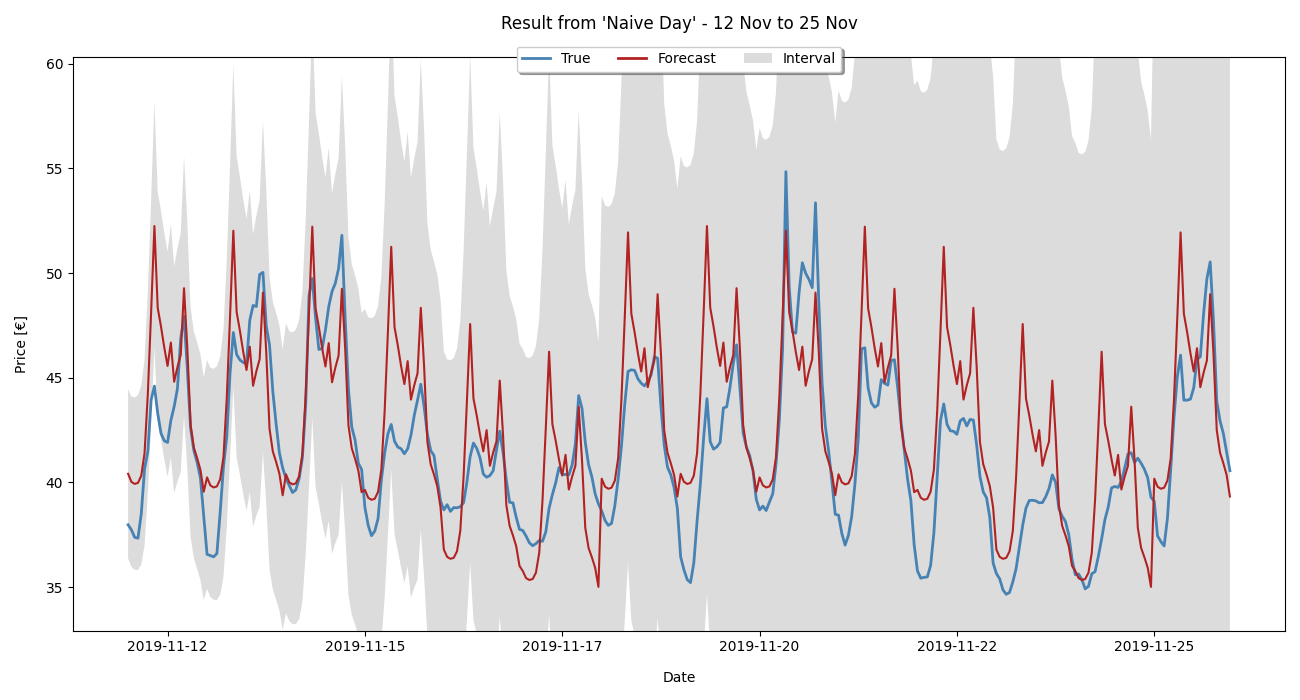 Result from 'Naive Day' - 12 Nov to 25 Nov
True Forecast Interval
60
55
50
45
40
35
Price [€]
2019-11-12 2019-11-15 2019-11-17 2019-11-20 2019-11-22 2019-11-25
Date